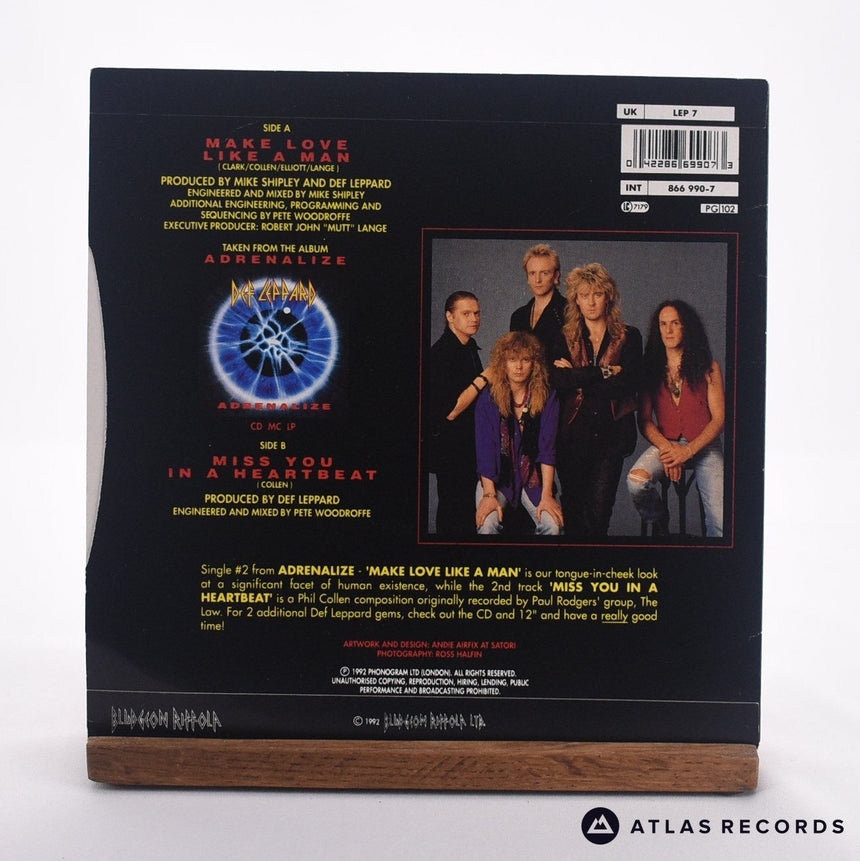 SIDE A
MAKE LOVE
LIKE A MAN
( CLARK/COLLEN/ELLIOTT/LANGE )
PRODUCED BY MIKE SHIPLEY AND DEF LEPPARD
ENGINEERED AND MIXED BY MIKE SHIPLEY
ADDITIONAL ENGINEERING, PROGRAMMING AND
SEQUENCING BY PETE WOODROFFE
EXECUTIVE PRODUCER: ROBERT JOHN "MUTT" LANGE
TAKEN FROM THE ALBUM
ADRENALIZE
DEF LEPPARD
ADRENALIZE
CD MC LP
SIDE B
MISS YOU
IN A HEARTBEAT
( COLLEN )
PRODUCED BY DEF LEPPARD
ENGINEERED AND MIXED BY PETE WOODROFFE
UK LEP 7
0 42286 69907 3
INT 866 990-7
LC 7179 PG 102
Single #2 from ADRENALIZE - 'MAKE LOVE LIKE A MAN' is our tongue-in-cheek look
at a significant facet of human existence, while the 2nd track 'MISS YOU IN A
HEARTBEAT' is a Phil Collen composition originally recorded by Paul Rodgers' group, The
Law. For 2 additional Def Leppard gems, check out the CD and 12" and have a really good
time!
ARTWORK AND DESIGN: ANDIE AIRFIX AT SATORI
PHOTOGRAPHY: ROSS HALFIN
Ⓟ 1992 PHONOGRAM LTD (LONDON). ALL RIGHTS RESERVED.
UNAUTHORISED COPYING, REPRODUCTION, HIRING, LENDING, PUBLIC
PERFORMANCE AND BROADCASTING PROHIBITED.
BLUDGEON RIFFOLA
© 1992 BLUDGEON RIFFOLA LTD.
ATLAS RECORDS